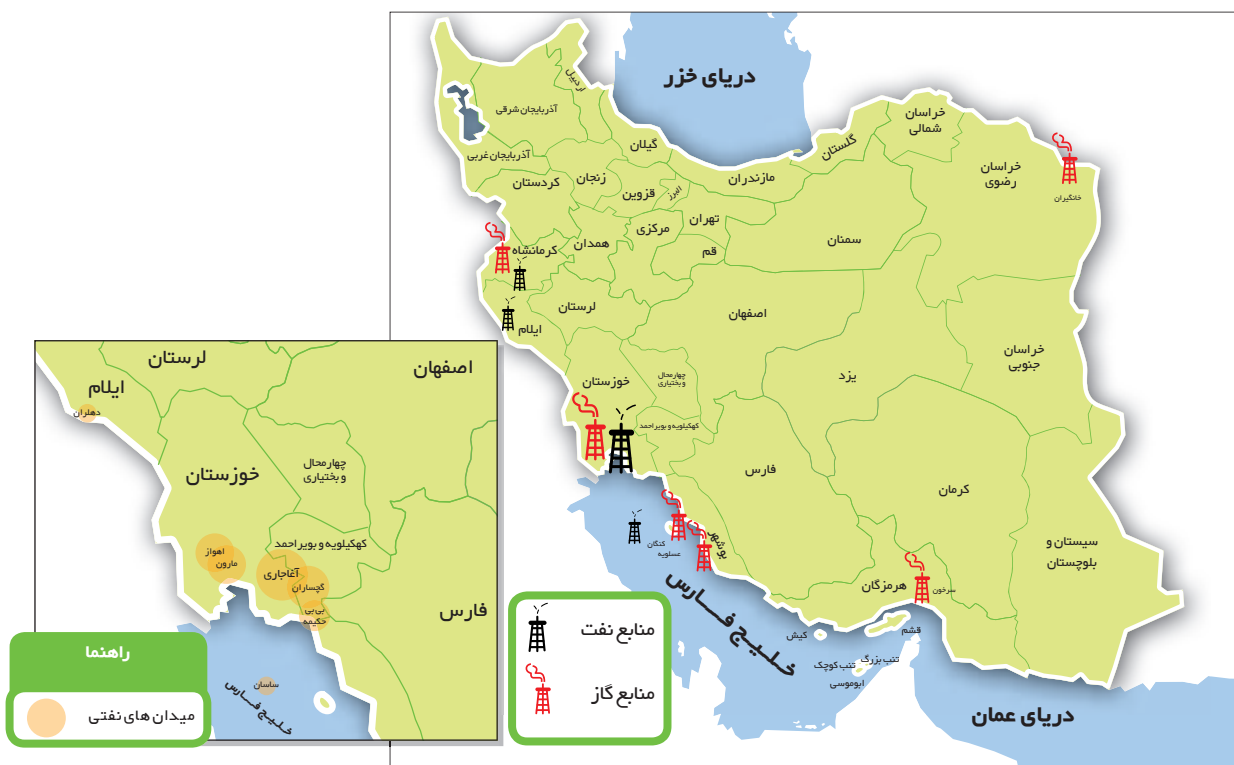 دریای خزر
اردبیل
آذربایجان شرقی
آذربایجان غربی
گیلان
زنجان
کردستان
قزوین
البرز
مازندران
گلستان
خراسان
شمالی
خراسان
رضوی
خانگیران
تهران
مرکزی
قم
سمنان
همدان
کرمانشاه
لرستان
ایلام
اصفهان
خراسان
جنوبی
یزد
چهارمحال
و بختیاری
خوزستان
کهکیلویه و بویراحمد
فارس
کرمان
سیستان و
بلوچستان
بوشهر
کنگان
عسلویه
هرمزگان
سرخون
قشم
کیش
تنب بزرگ
تنب کوچک
ابوموسی
خلیج فارس
دریای عمان
منابع نفت
منابع گاز
لرستان
ایلام
اصفهان
دهلران
خوزستان
چهارمحال
و بختیاری
کهکیلویه و بویراحمد
اهواز
مارون
آغاجاری
گچساران
بی بی
حکیمه
فارس
ساسان
خلیج فارس
راهنما
میدان های نفتی